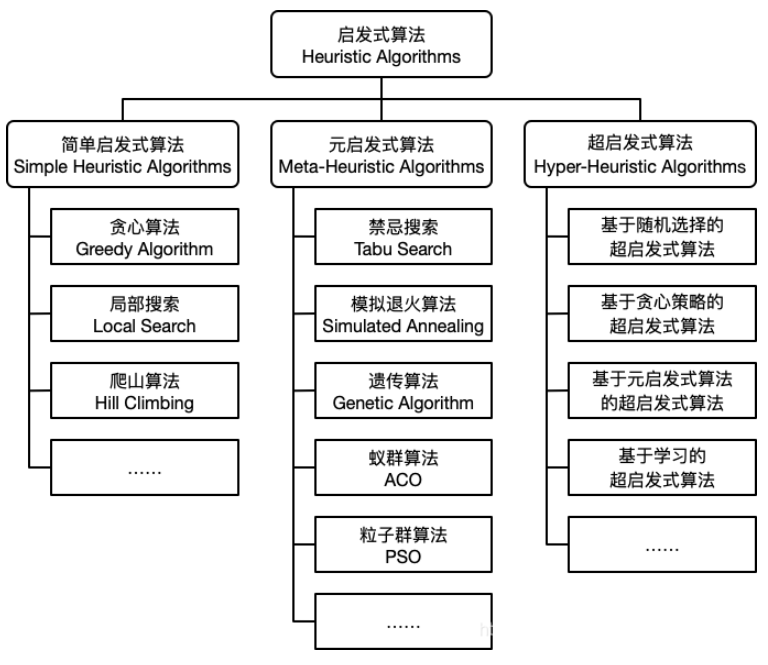 启发式算法
Heuristic Algorithms
简单启发式算法
Simple Heuristic Algorithms
贪心算法
Greedy Algorithm
局部搜索
Local Search
爬山算法
Hill Climbing
……
元启发式算法
Meta-Heuristic Algorithms
禁忌搜索
Tabu Search
模拟退火算法
Simulated Annealing
遗传算法
Genetic Algorithm
蚁群算法
ACO
粒子群算法
PSO
……
超启发式算法
Hyper-Heuristic Algorithms
基于随机选择的
超启发式算法
基于贪心策略的
超启发式算法
基于元启发式算法
的超启发式算法
基于学习的
超启发式算法
……